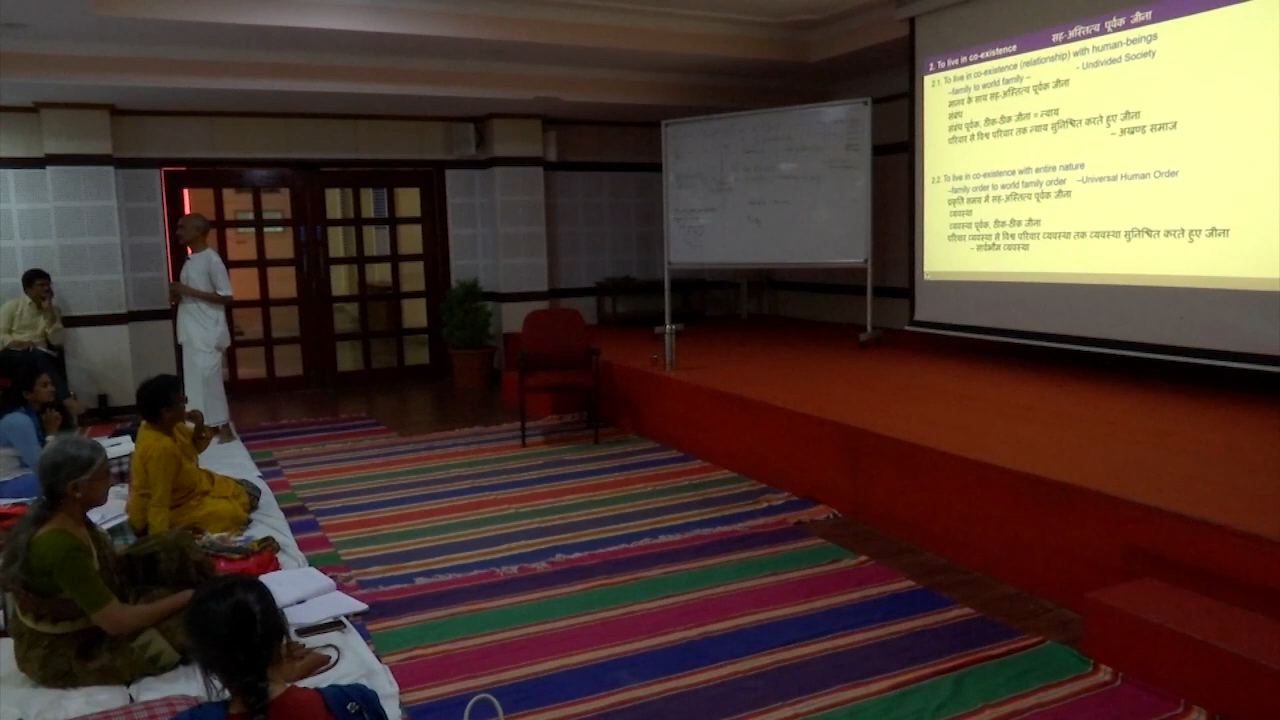 सह-अस्तित्व पूर्वक जीना
2. To live in co-existence
2.1. To live in co-existence (relationship) with human-beings
–family to world family – - Undivided Society
मानव के साथ सह-अस्तित्व पूर्वक जीना
संबंध
संबंध पूर्वक, ठीक-ठीक जीना = न्याय
परिवार से विश्व परिवार तक न्याय सुनिश्चित करते हुए जीना
– अखण्ड समाज
2.2. To live in co-existence with entire nature
–family order to world family order –Universal Human Order
प्रकृति समग्र में सह-अस्तित्व पूर्वक जीना
व्यवस्था
व्यवस्था पूर्वक, ठीक-ठीक जीना
परिवार व्यवस्था से विश्व परिवार व्यवस्था तक व्यवस्था सुनिश्चित करते हुए जीना
– सार्वभौम व्यवस्था